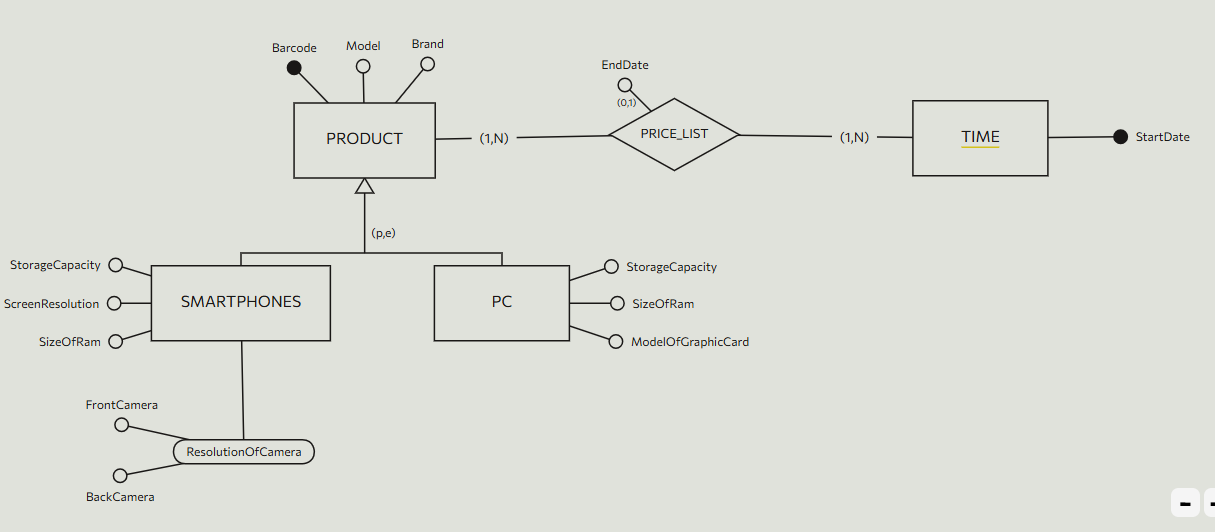 Barcode
Model
Brand
EndDate
(0,1)
PRODUCT
(1,N)
PRICE_LIST
(1,N)
TIME
StartDate
(p,e)
StorageCapacity
ScreenResolution
SizeOfRam
SMARTPHONES
PC
StorageCapacity
SizeOfRam
ModelOfGraphicCard
FrontCamera
ResolutionOfCamera
BackCamera